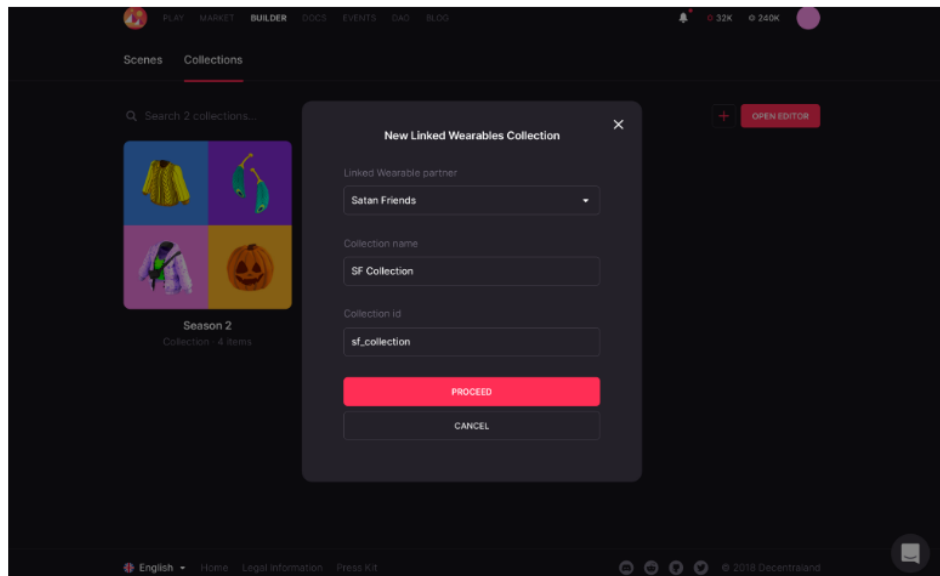 PLAY MARKET BUILDER DOCS EVENTS DAO BLOG 32K 240K
Scenes Collections
Search 2 collections...
OPEN EDITOR
New Linked Wearables Collection
Linked Wearable partner
Satan Friends
Collection name
SF Collection
Collection id
sf_collection
PROCEED
CANCEL
Season 2
Collection · 4 items
English Home Legal Information Press Kit © 2018 Decentraland